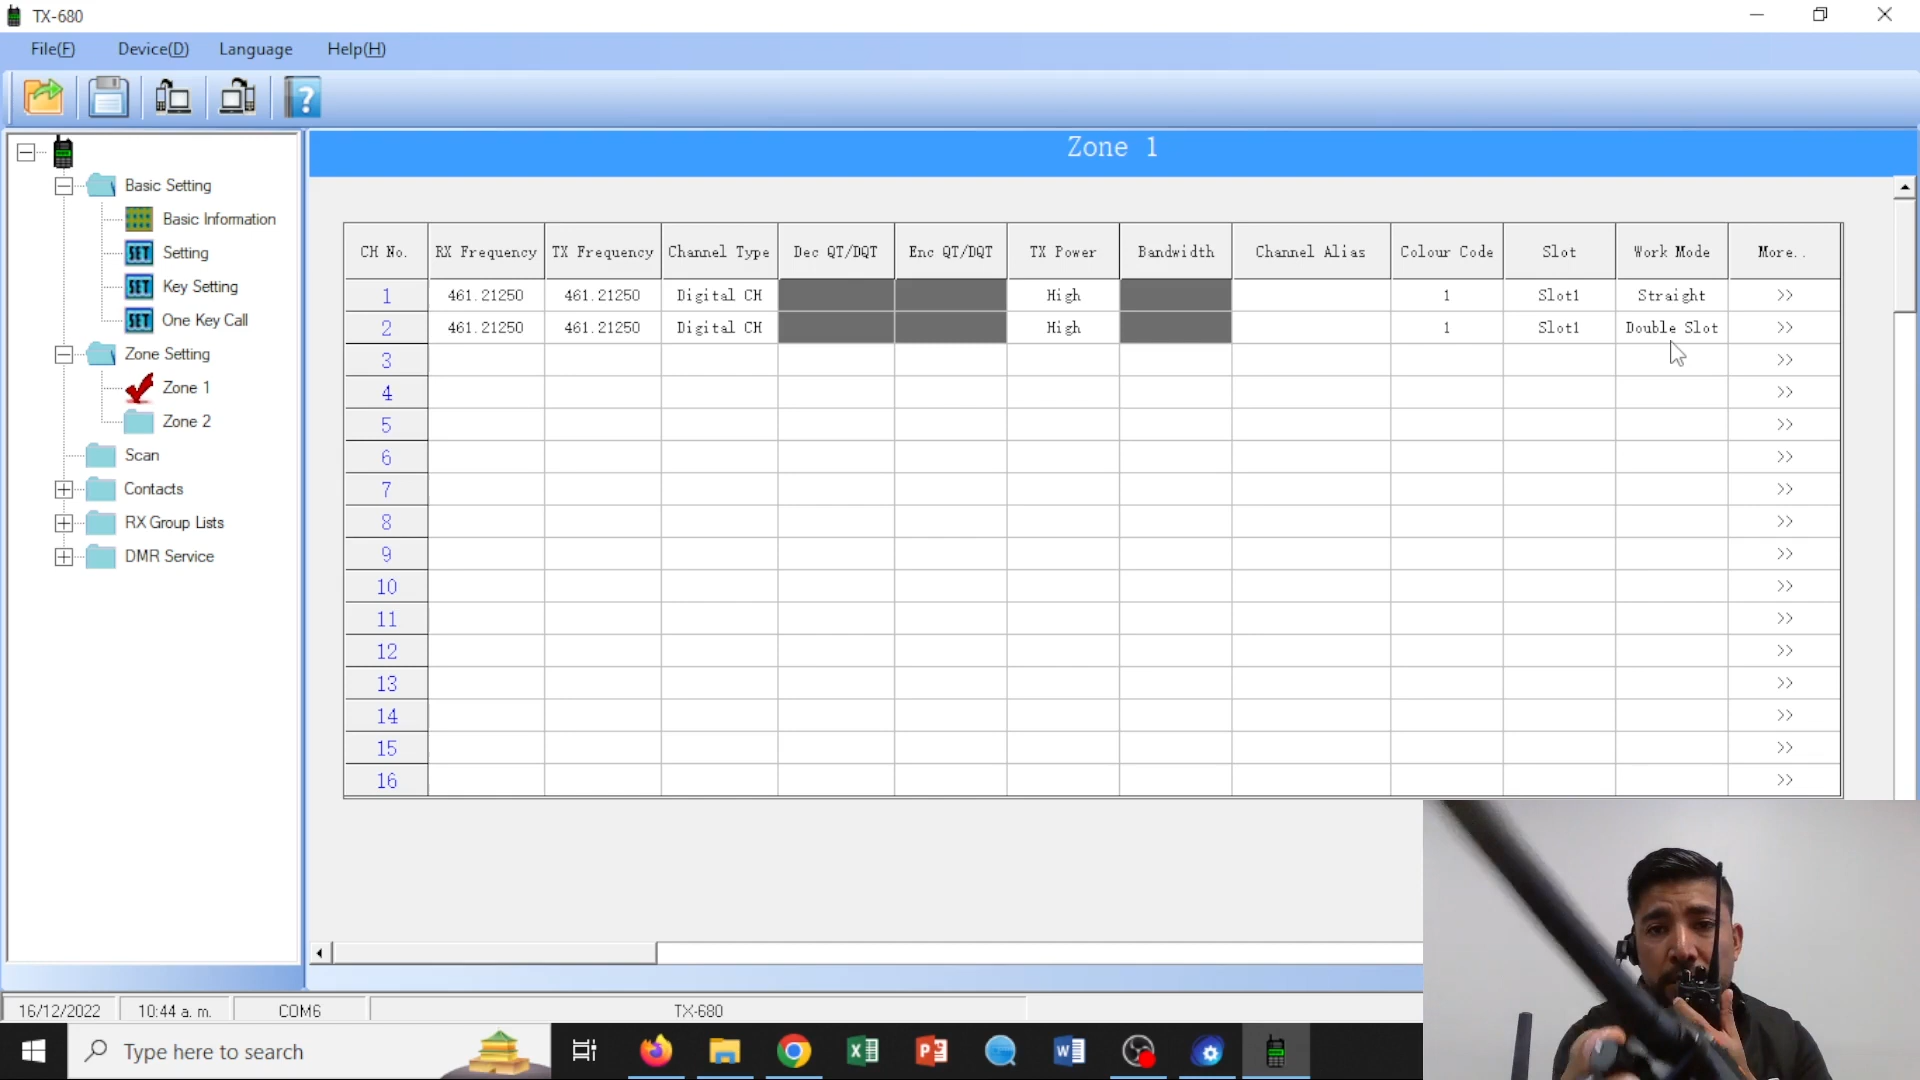 TX-680
File(F) Device(D) Language Help(H)
?
Basic Setting
Basic Information
SET Setting
SET Key Setting
SET One Key Call
Zone Setting
Zone 1
Zone 2
Scan
Contacts
RX Group Lists
DMR Service
Zone 1
CH No. RX Frequency TX Frequency Channel Type Dec QT/DQT Enc QT/DQT TX Power Bandwidth Channel Alias Colour Code Slot Work Mode More..
1 461.21250 461.21250 Digital CH High 1 Slot1 Straight >>
2 461.21250 461.21250 Digital CH High 1 Slot1 Double Slot >>
3 >>
4 >>
5 >>
6 >>
7 >>
8 >>
9 >>
10 >>
11 >>
12 >>
13 >>
14 >>
15 >>
16 >>
16/12/2022 10:44 a. m. COM6 TX-680
Type here to search